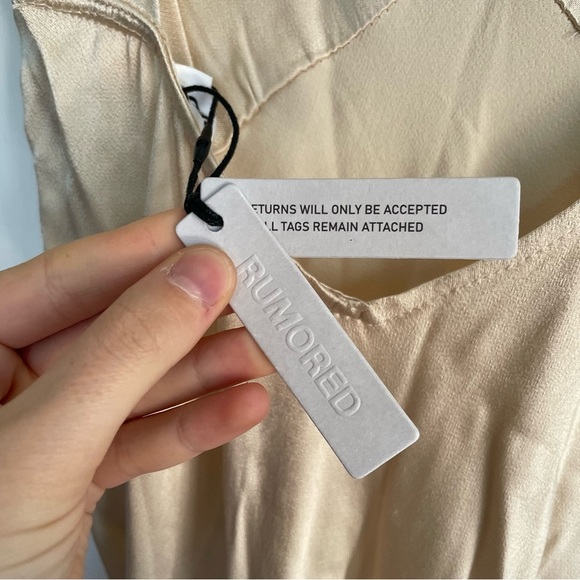 ETURNS WILL ONLY BE ACCEPTED
LL TAGS REMAIN ATTACHED
RUMORED